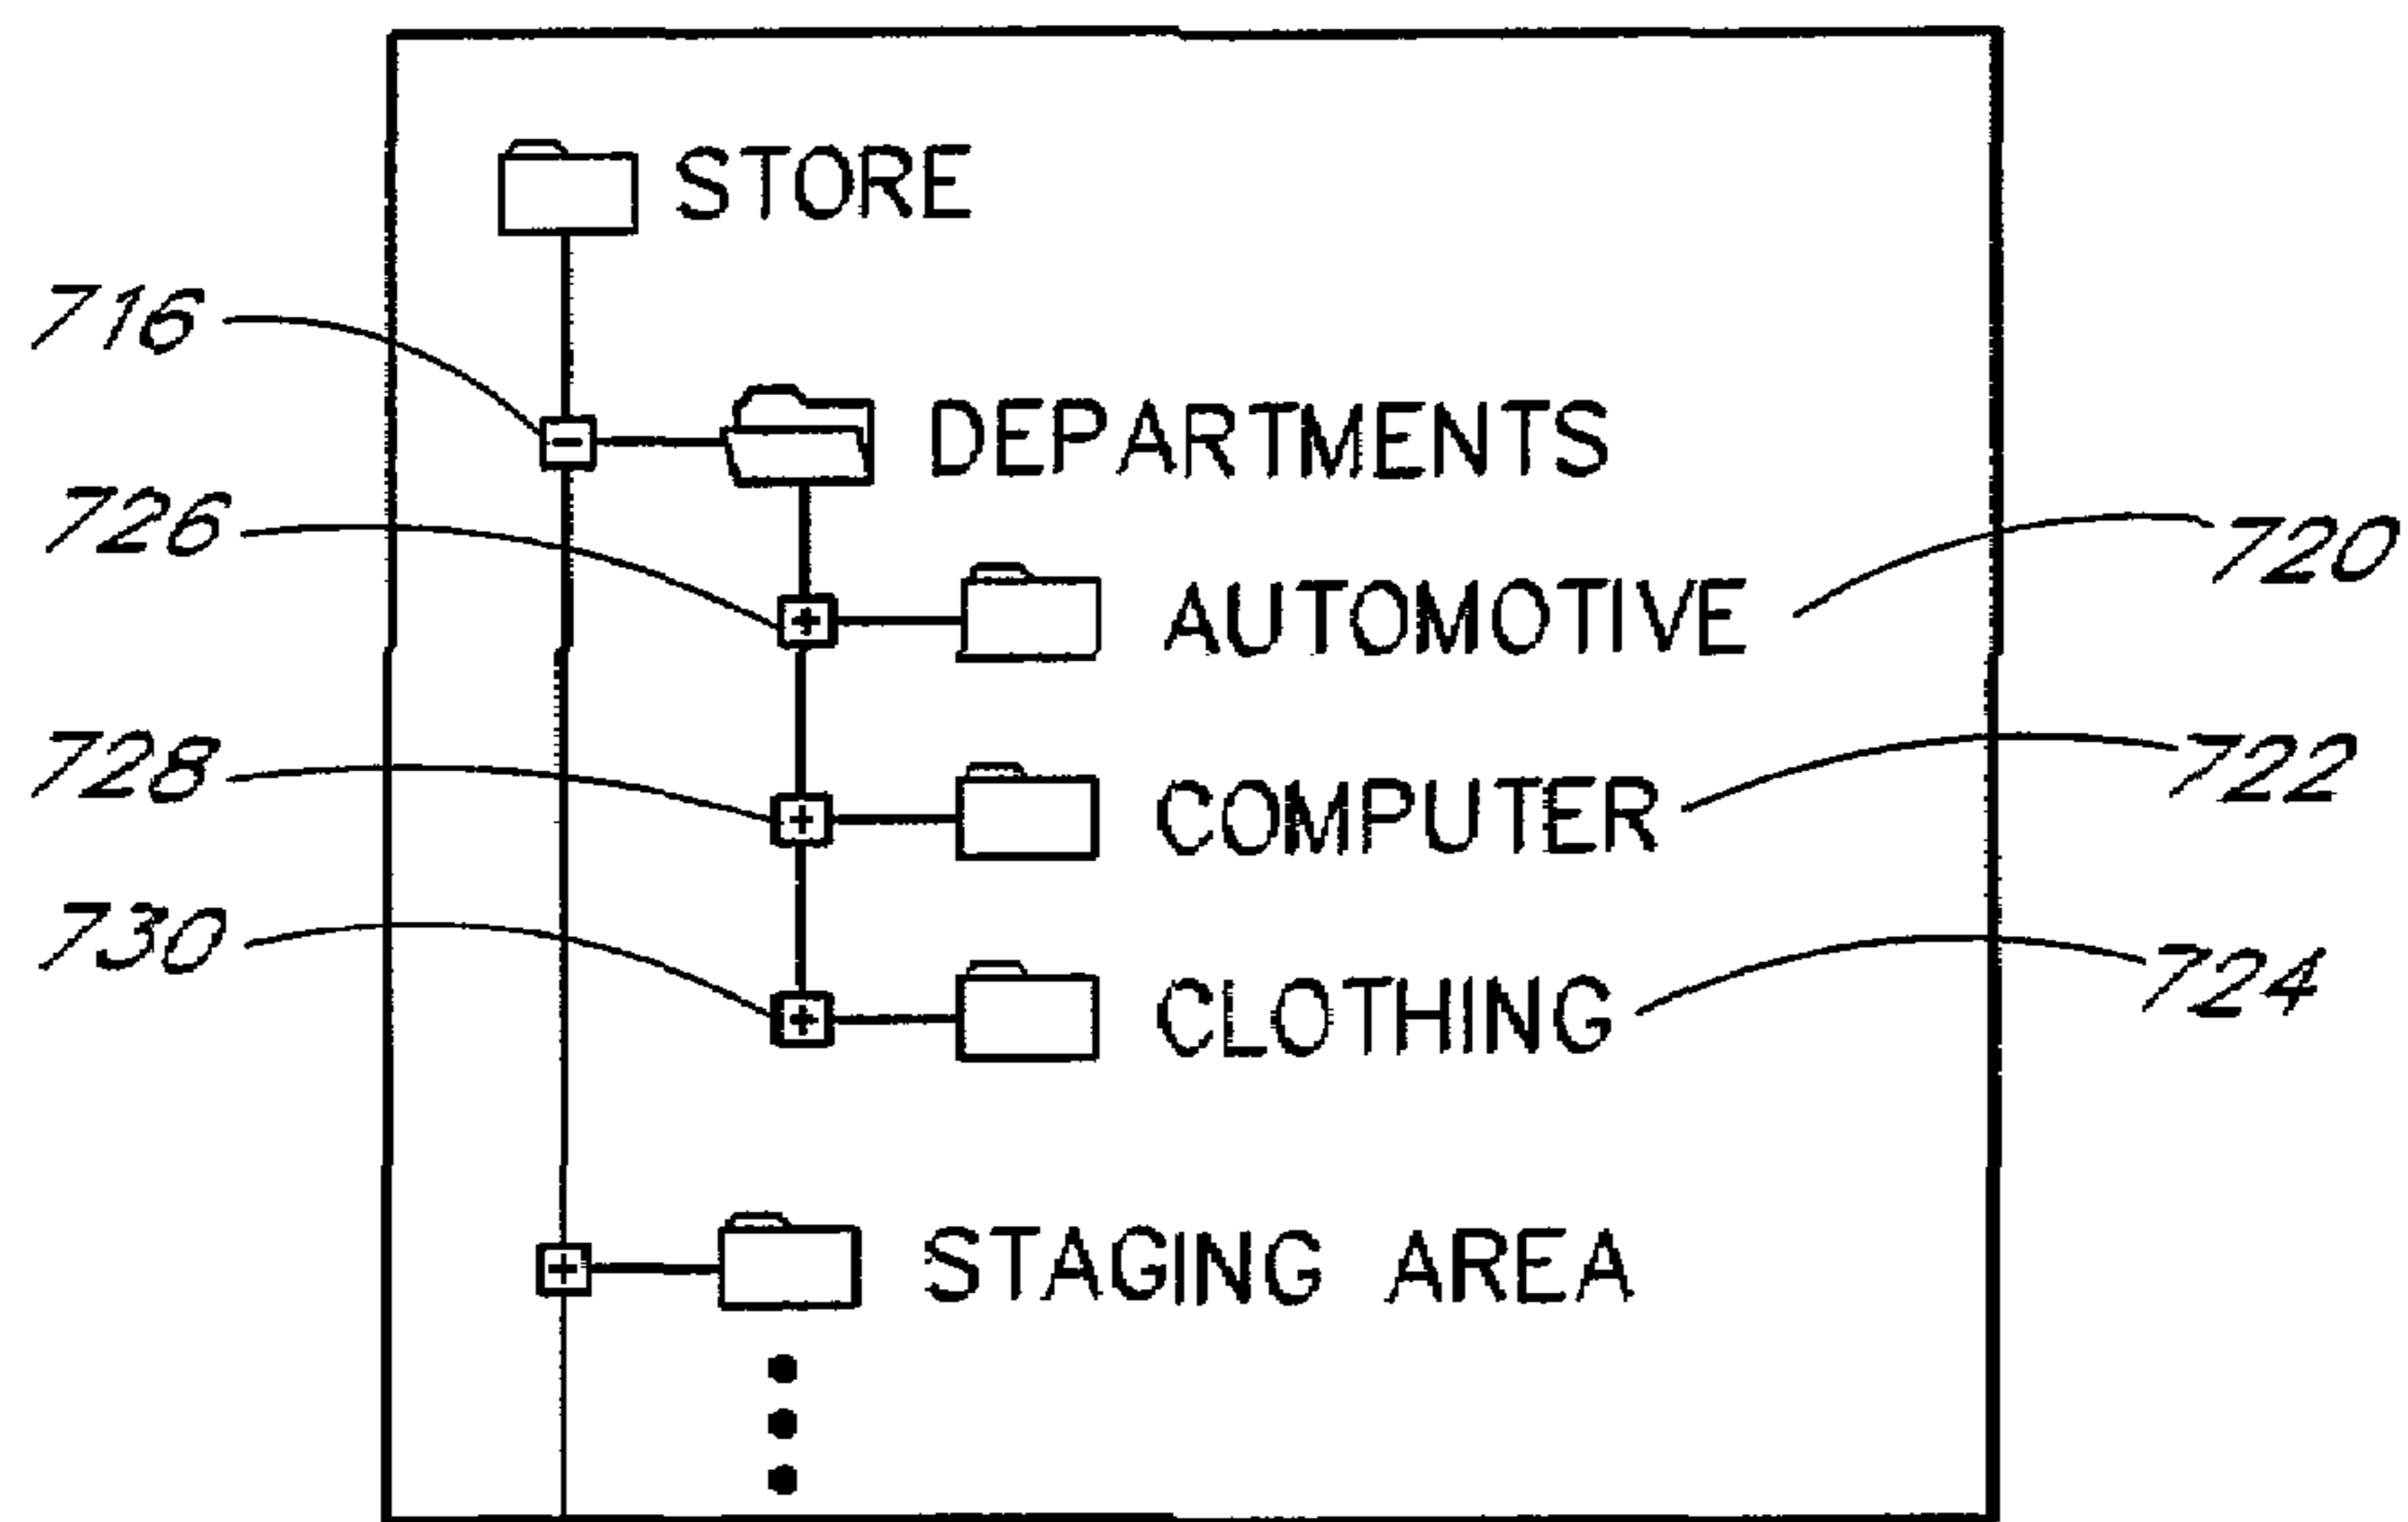 STORE
716
DEPARTMENTS
726
720
AUTOMOTIVE
728
722
COMPUTER
730
724
CLOTHING
STAGING AREA